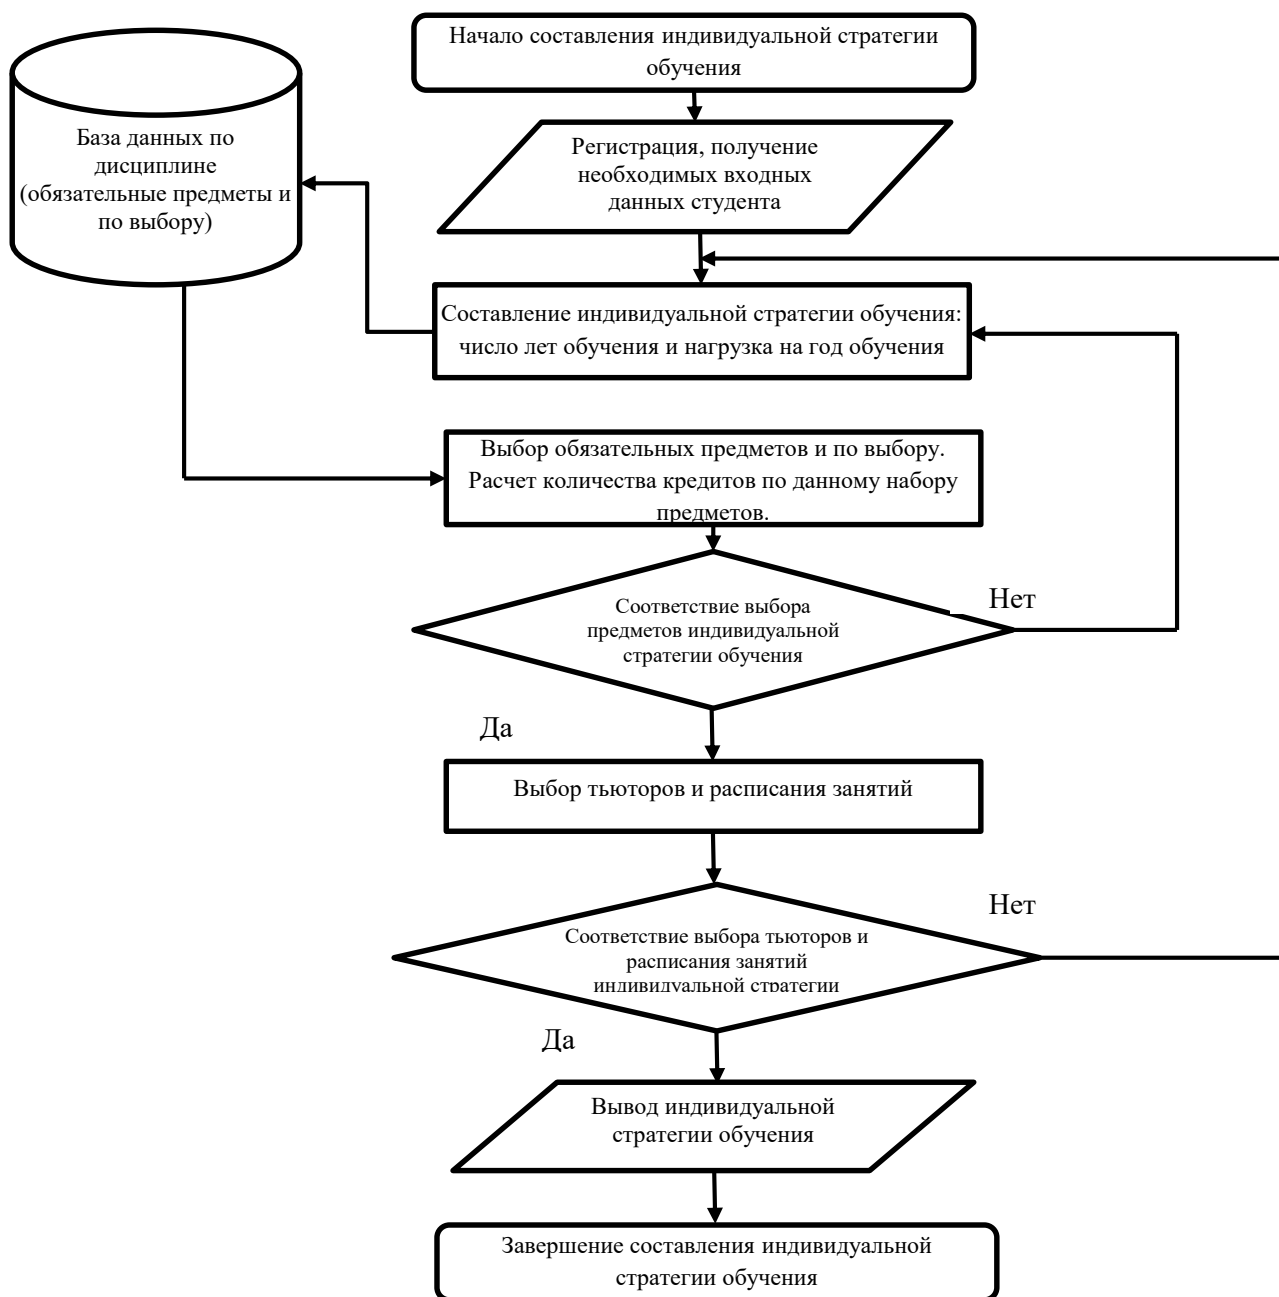 Начало составления индивидуальной стратегии
обучения
База данных по
дисциплине
(обязательные предметы и
по выбору)
Регистрация, получение
необходимых входных
данных студента
Составление индивидуальной стратегии обучения:
число лет обучения и нагрузка на год обучения
Выбор обязательных предметов и по выбору.
Расчет количества кредитов по данному набору
предметов.
Соответствие выбора
предметов индивидуальной
стратегии обучения
Нет
Да
Выбор тьюторов и расписания занятий
Соответствие выбора тьюторов и
расписания занятий
индивидуальной стратегии
Нет
Да
Вывод индивидуальной
стратегии обучения
Завершение составления индивидуальной
стратегии обучения